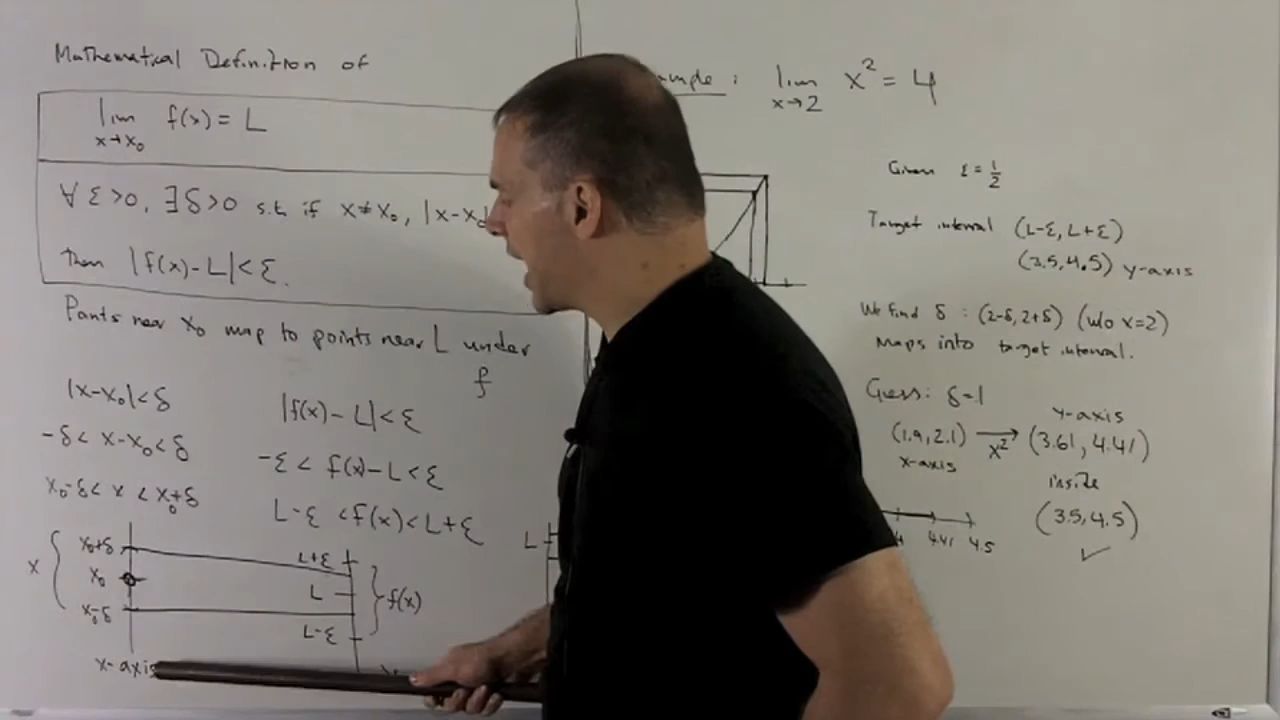 Mathematical Definition of
lim f(x) = L
x→x₀
∀ ε>0, ∃ δ>0 s.t. if x≠x₀, |x-x₀
then |f(x)-L|<ε.
Points near x₀ map to points near L under
f
|x-x₀|<δ
-δ< x-x₀<δ
x₀-δ< x < x₀+δ
|f(x)-L|<ε
-ε< f(x)-L<ε
L-ε <f(x)<L+ε
x
x₀+δ
x₀
x₀-δ
x-axis
L+ε
L
L-ε
f(x)
L
mple: lim x² = 4
x→2
Given ε=1/2
Target interval (L-ε, L+ε)
(3.5, 4.5) y-axis
We find δ : (2-δ, 2+δ) (w/o x=2)
maps into target interval.
Guess: δ=.1
y-axis
(1.9, 2.1) → (3.61, 4.41)
x²
x-axis
inside
(3.5, 4.5)
✓
4.41 4.5